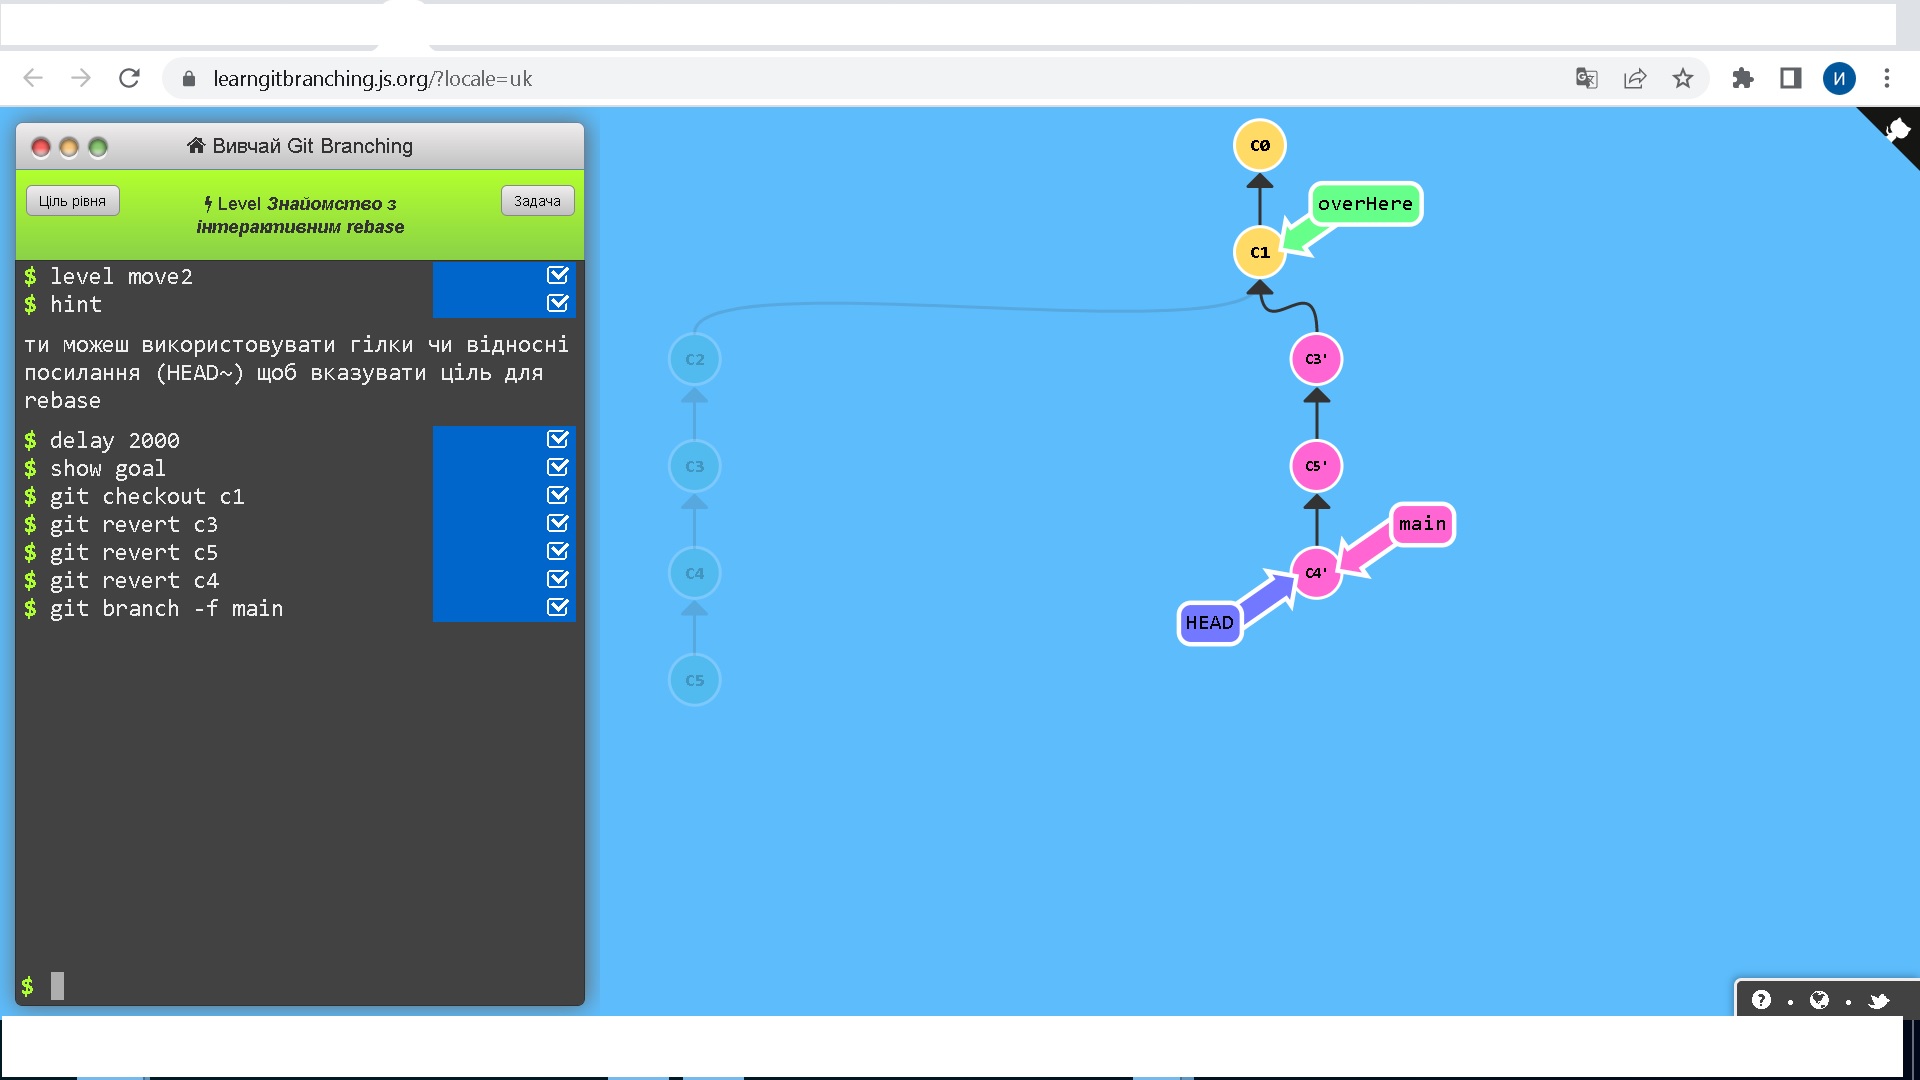 learngitbranching.js.org/?locale=uk
И
Вивчай Git Branching
Ціль рівня
Level Знайомство з
інтерактивним rebase
Задача
$ level move2
$ hint
ти можеш використовувати гілки чи відносні
посилання (HEAD~) щоб вказувати ціль для
rebase
$ delay 2000
$ show goal
$ git checkout c1
$ git revert c3
$ git revert c5
$ git revert c4
$ git branch -f main
$
C0
overHere
C1
C2
C3'
C3
C5'
main
C4
C4'
HEAD
C5